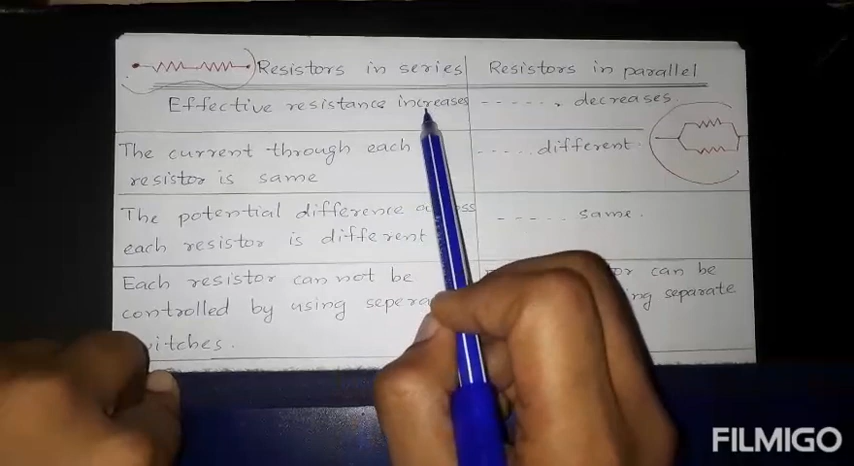 Resistors in series Resistors in parallel
Effective resistance increases - - - - - , decreases.
The current through each - - - - - different.
resistor is same
The potential difference - - - - - same.
each resistor is different
Each resistor can not be can be
controlled by using separate
itches.
FILMIGO